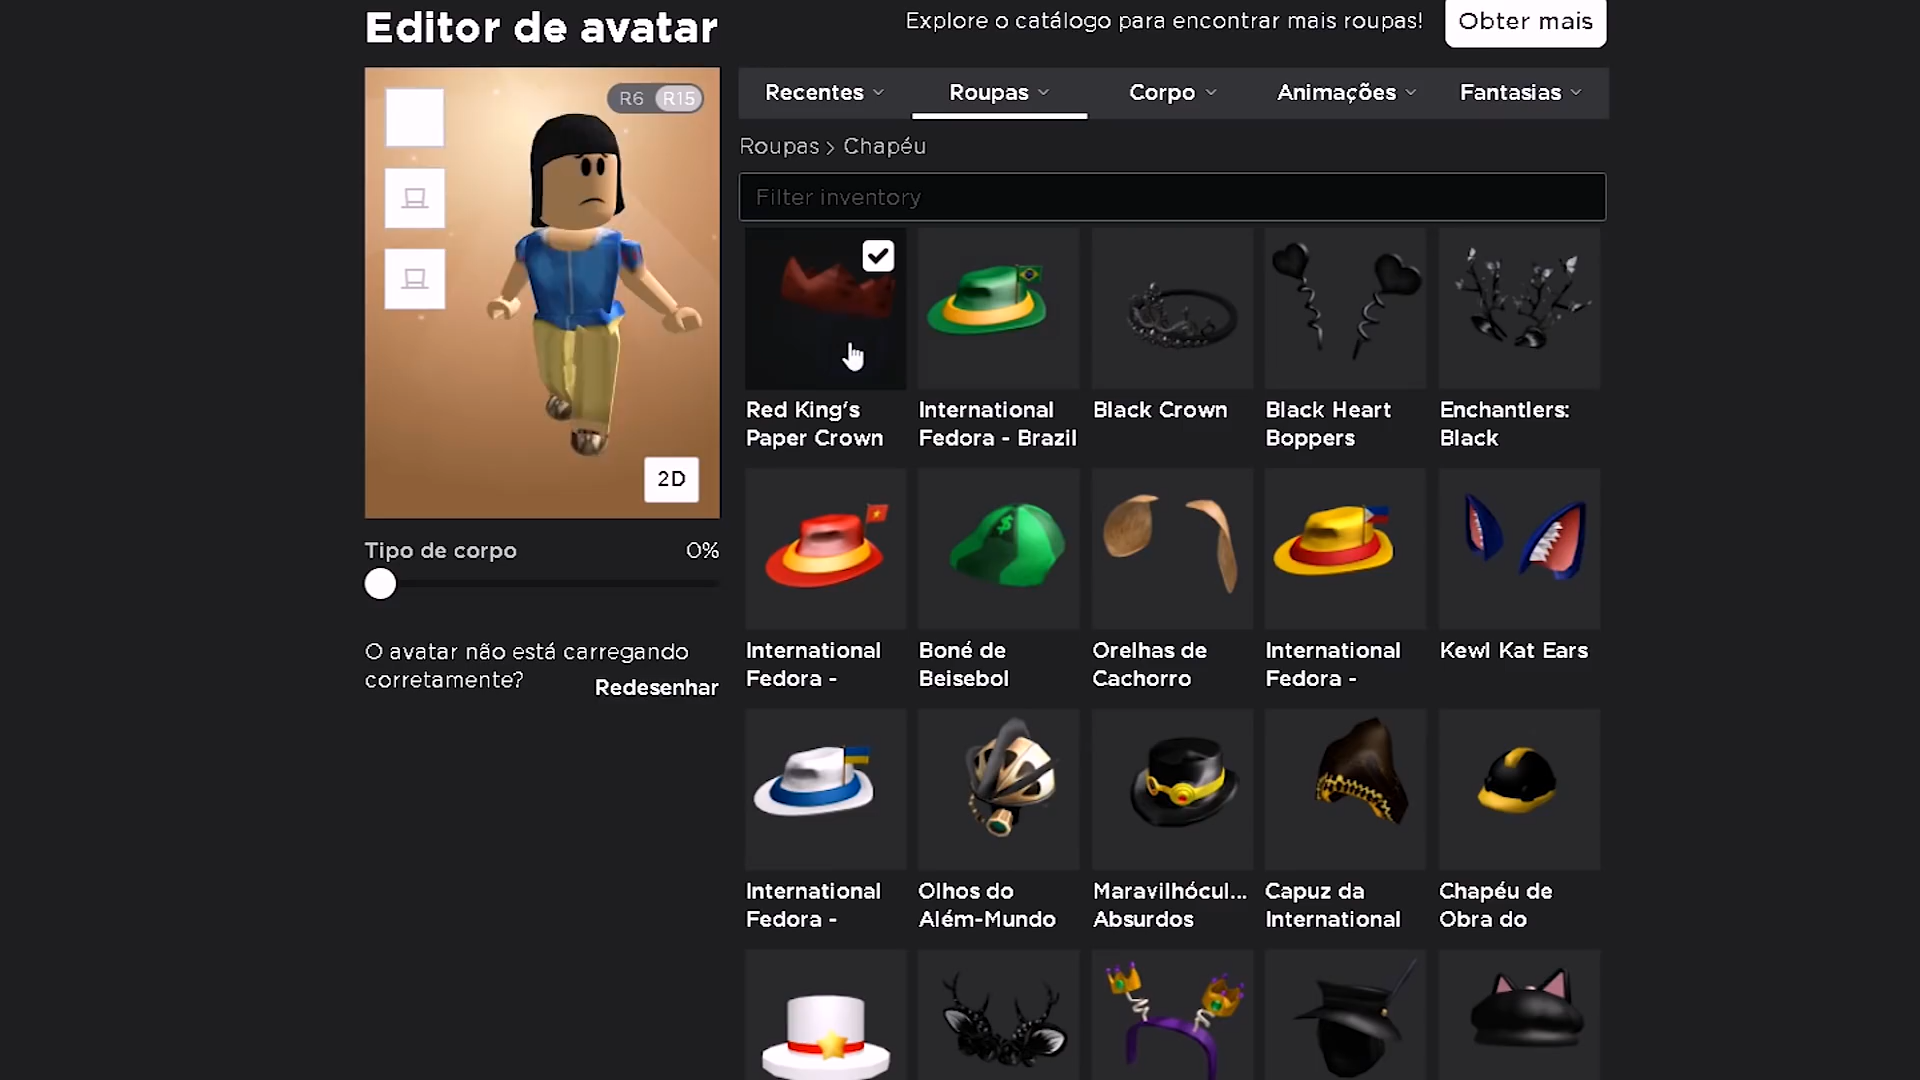 Editor de avatar
Explore o catálogo para encontrar mais roupas!
Obter mais
R6 R15
2D
Tipo de corpo 0%
O avatar não está carregando
corretamente?
Redesenhar
Recentes Roupas Corpo Animações Fantasias
Roupas > Chapéu
Filter inventory
Red King's
Paper Crown
International
Fedora - Brazil
Black Crown
Black Heart
Boppers
Enchantlers:
Black
International
Fedora -
Boné de
Beisebol
Orelhas de
Cachorro
International
Fedora -
Kewl Kat Ears
International
Fedora -
Olhos do
Além-Mundo
Maravilhócul...
Absurdos
Capuz da
International
Chapéu de
Obra do